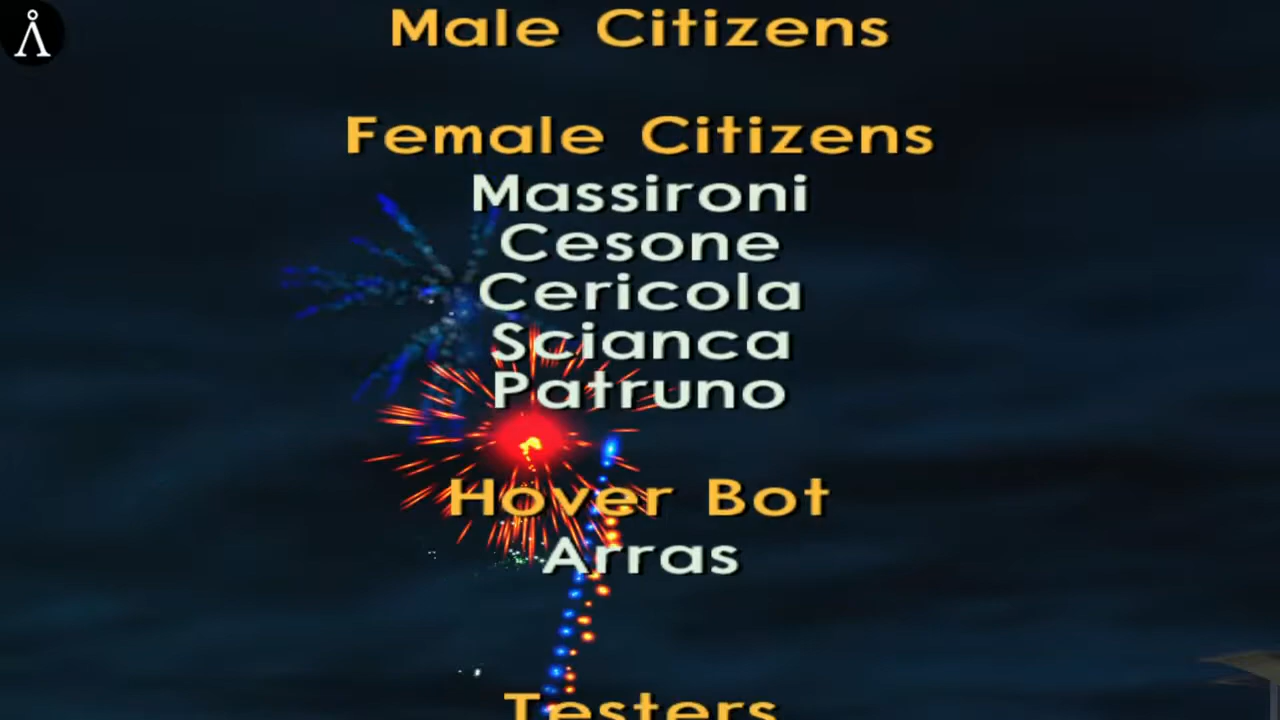 Male Citizens
Female Citizens
Massironi
Cesone
Cericola
Scianca
Patruno
Hover Bot
Arras
Testers